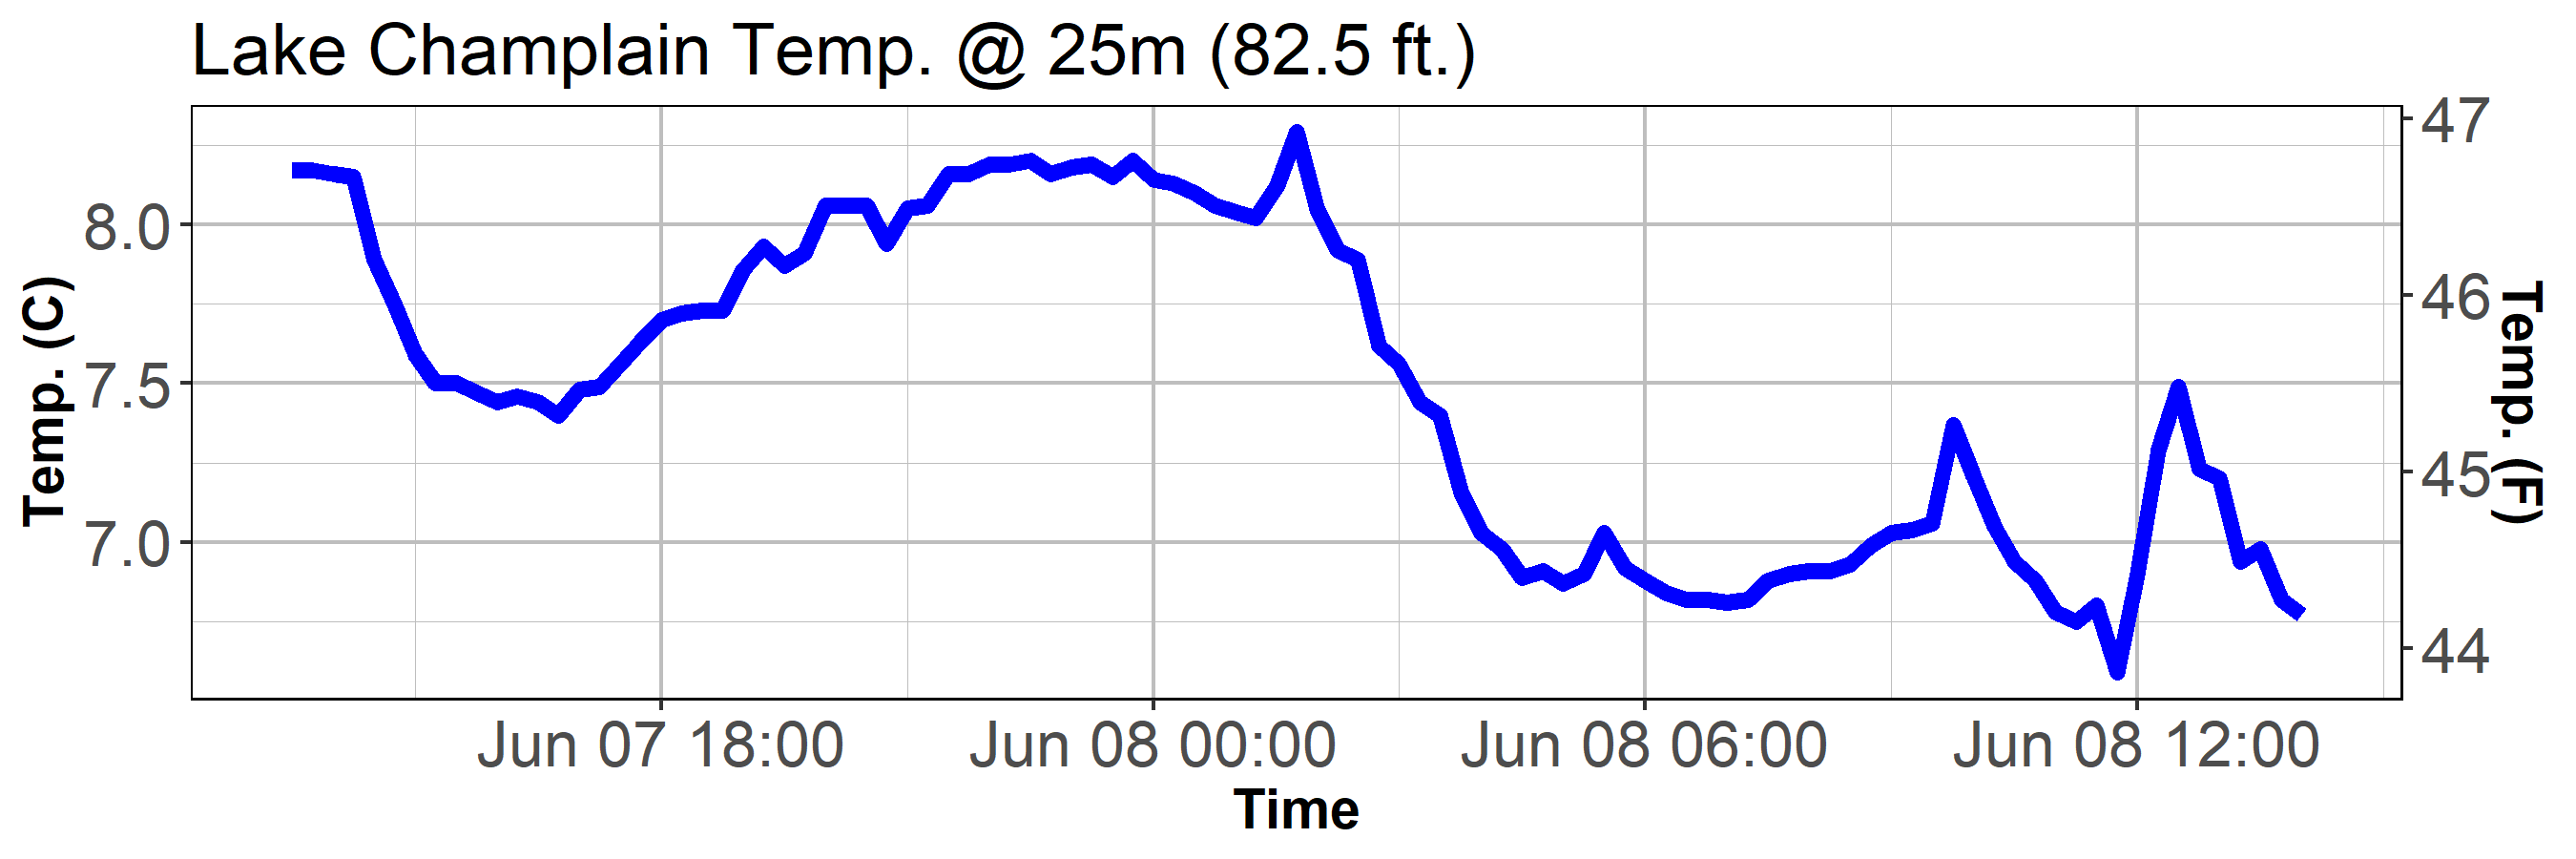 Lake Champlain Temp. @ 25m (82.5 ft.)
Temp. (C)
8.0
7.5
7.0
47
46
45
44
Temp. (F)
Jun 07 18:00 Jun 08 00:00 Jun 08 06:00 Jun 08 12:00
Time